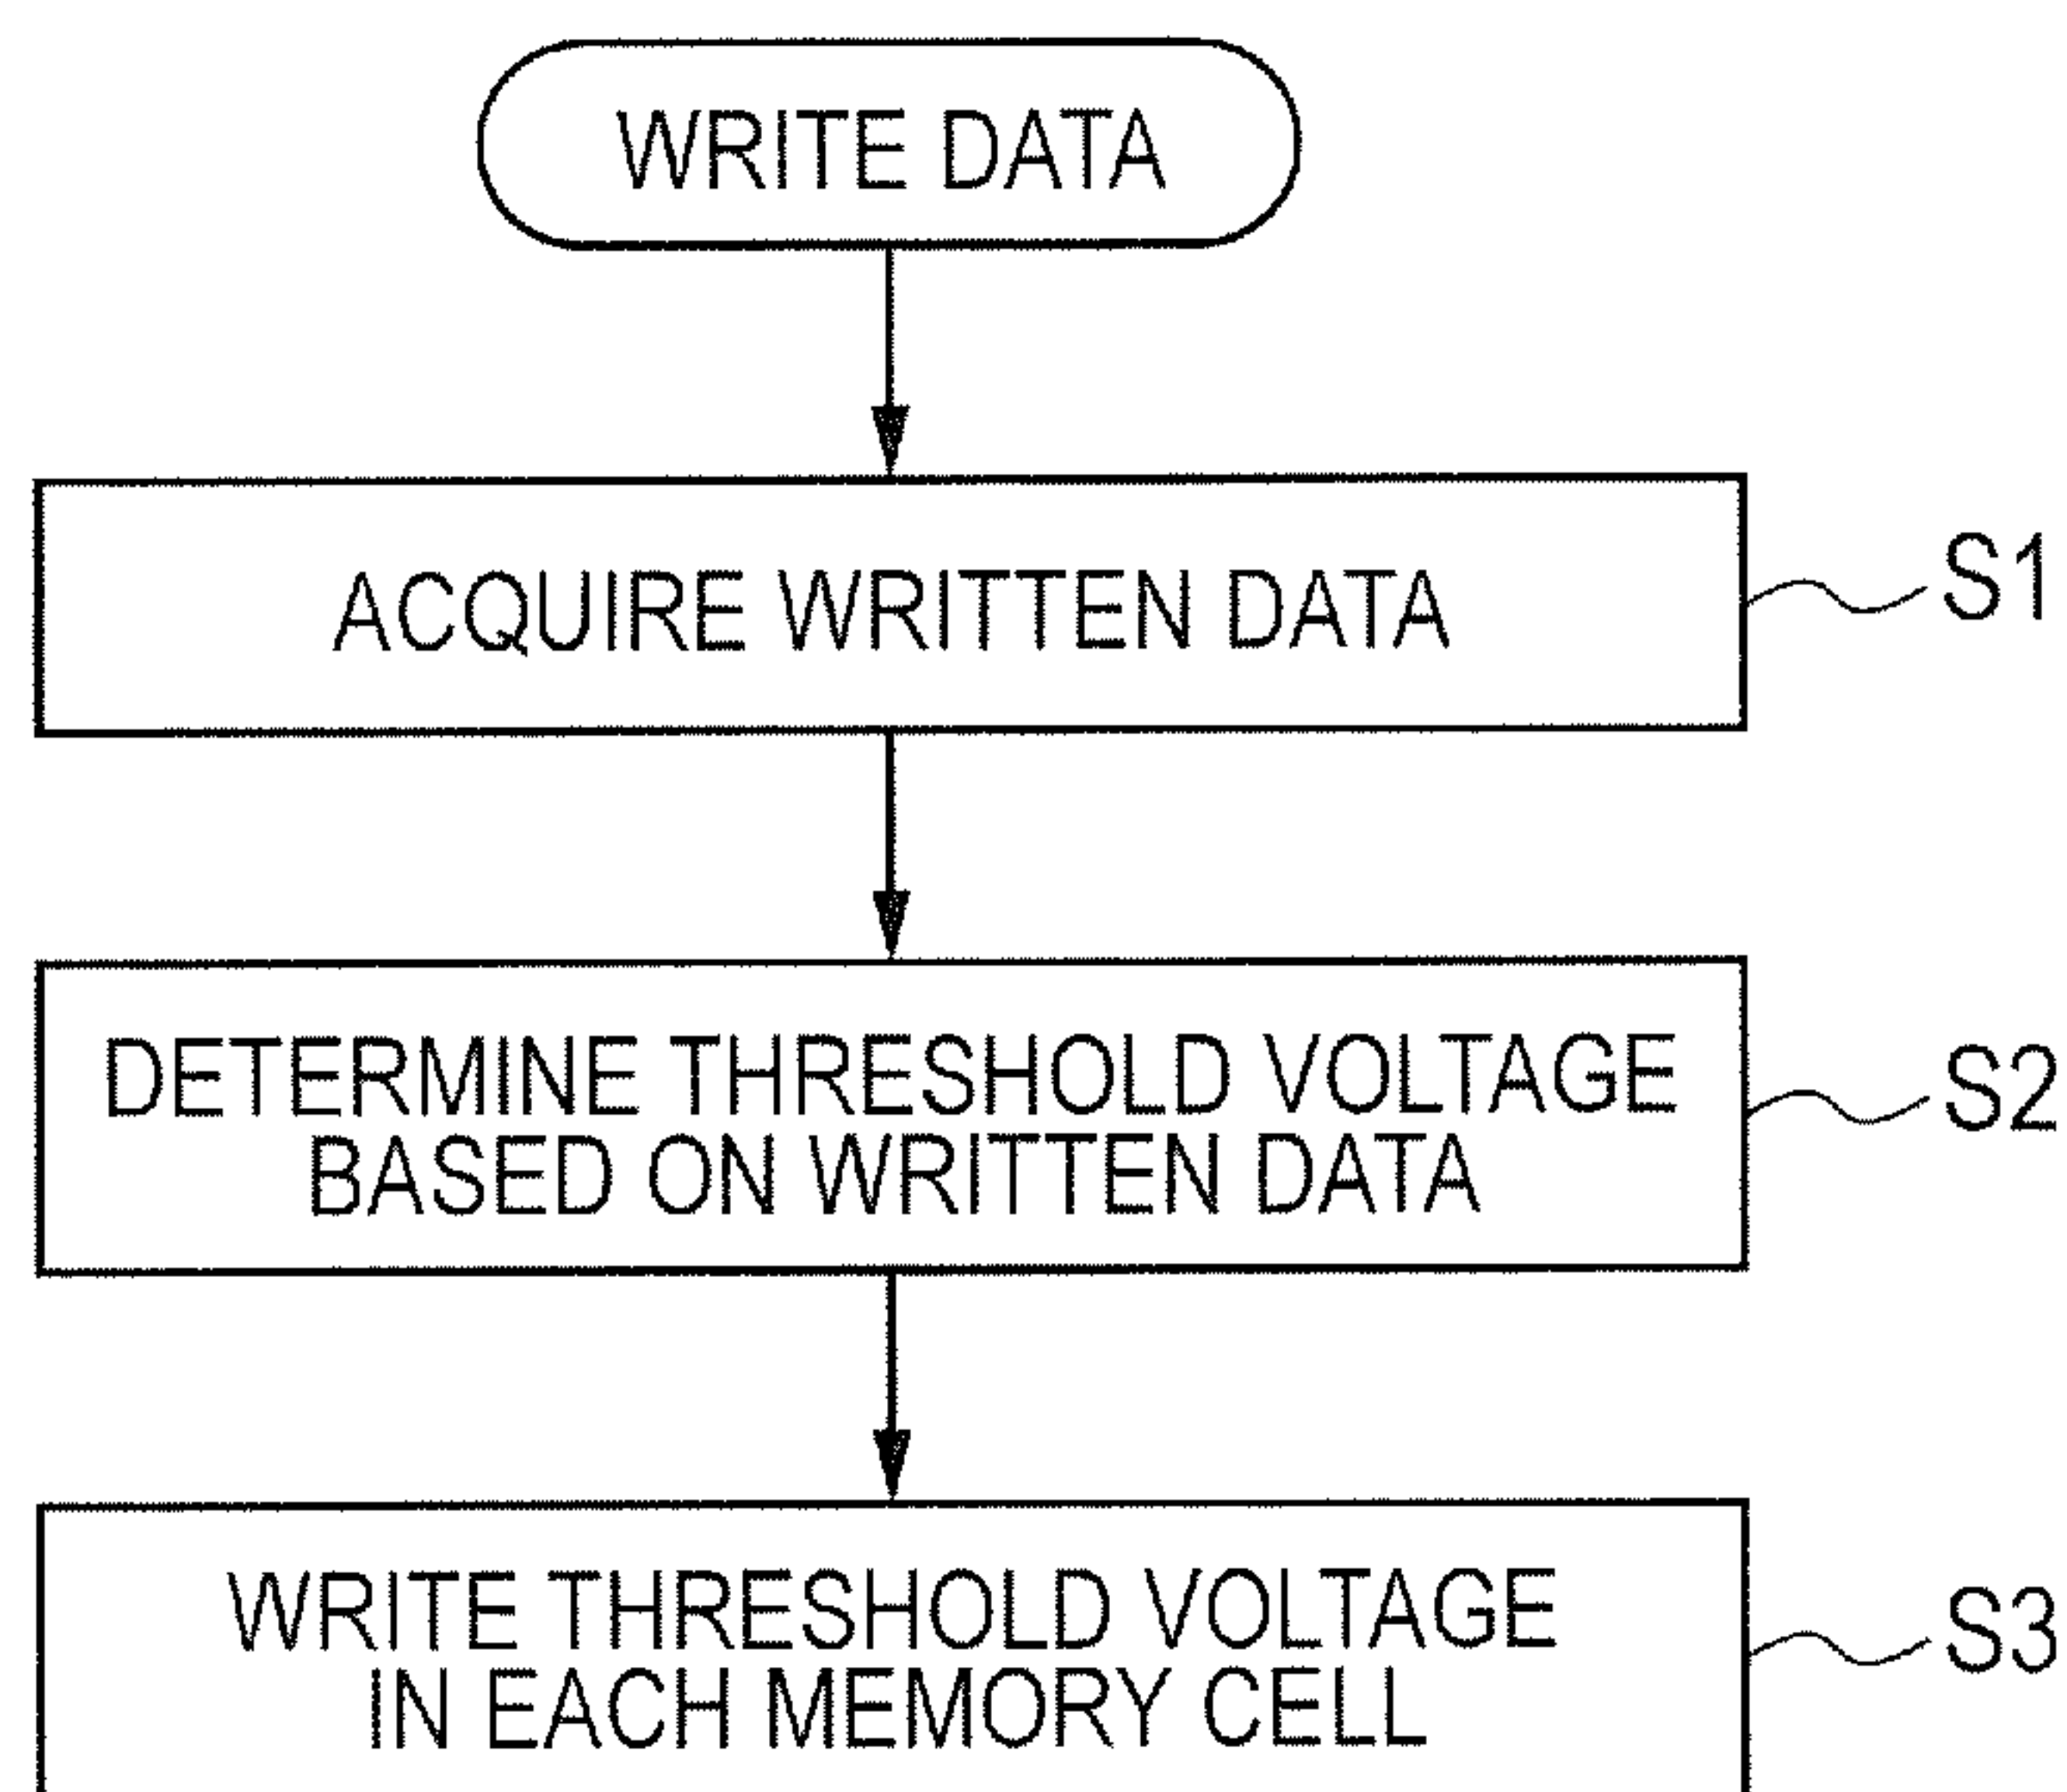 WRITE DATA
ACQUIRE WRITTEN DATA
S1
DETERMINE THRESHOLD VOLTAGE
BASED ON WRITTEN DATA
S2
WRITE THRESHOLD VOLTAGE
IN EACH MEMORY CELL
S3